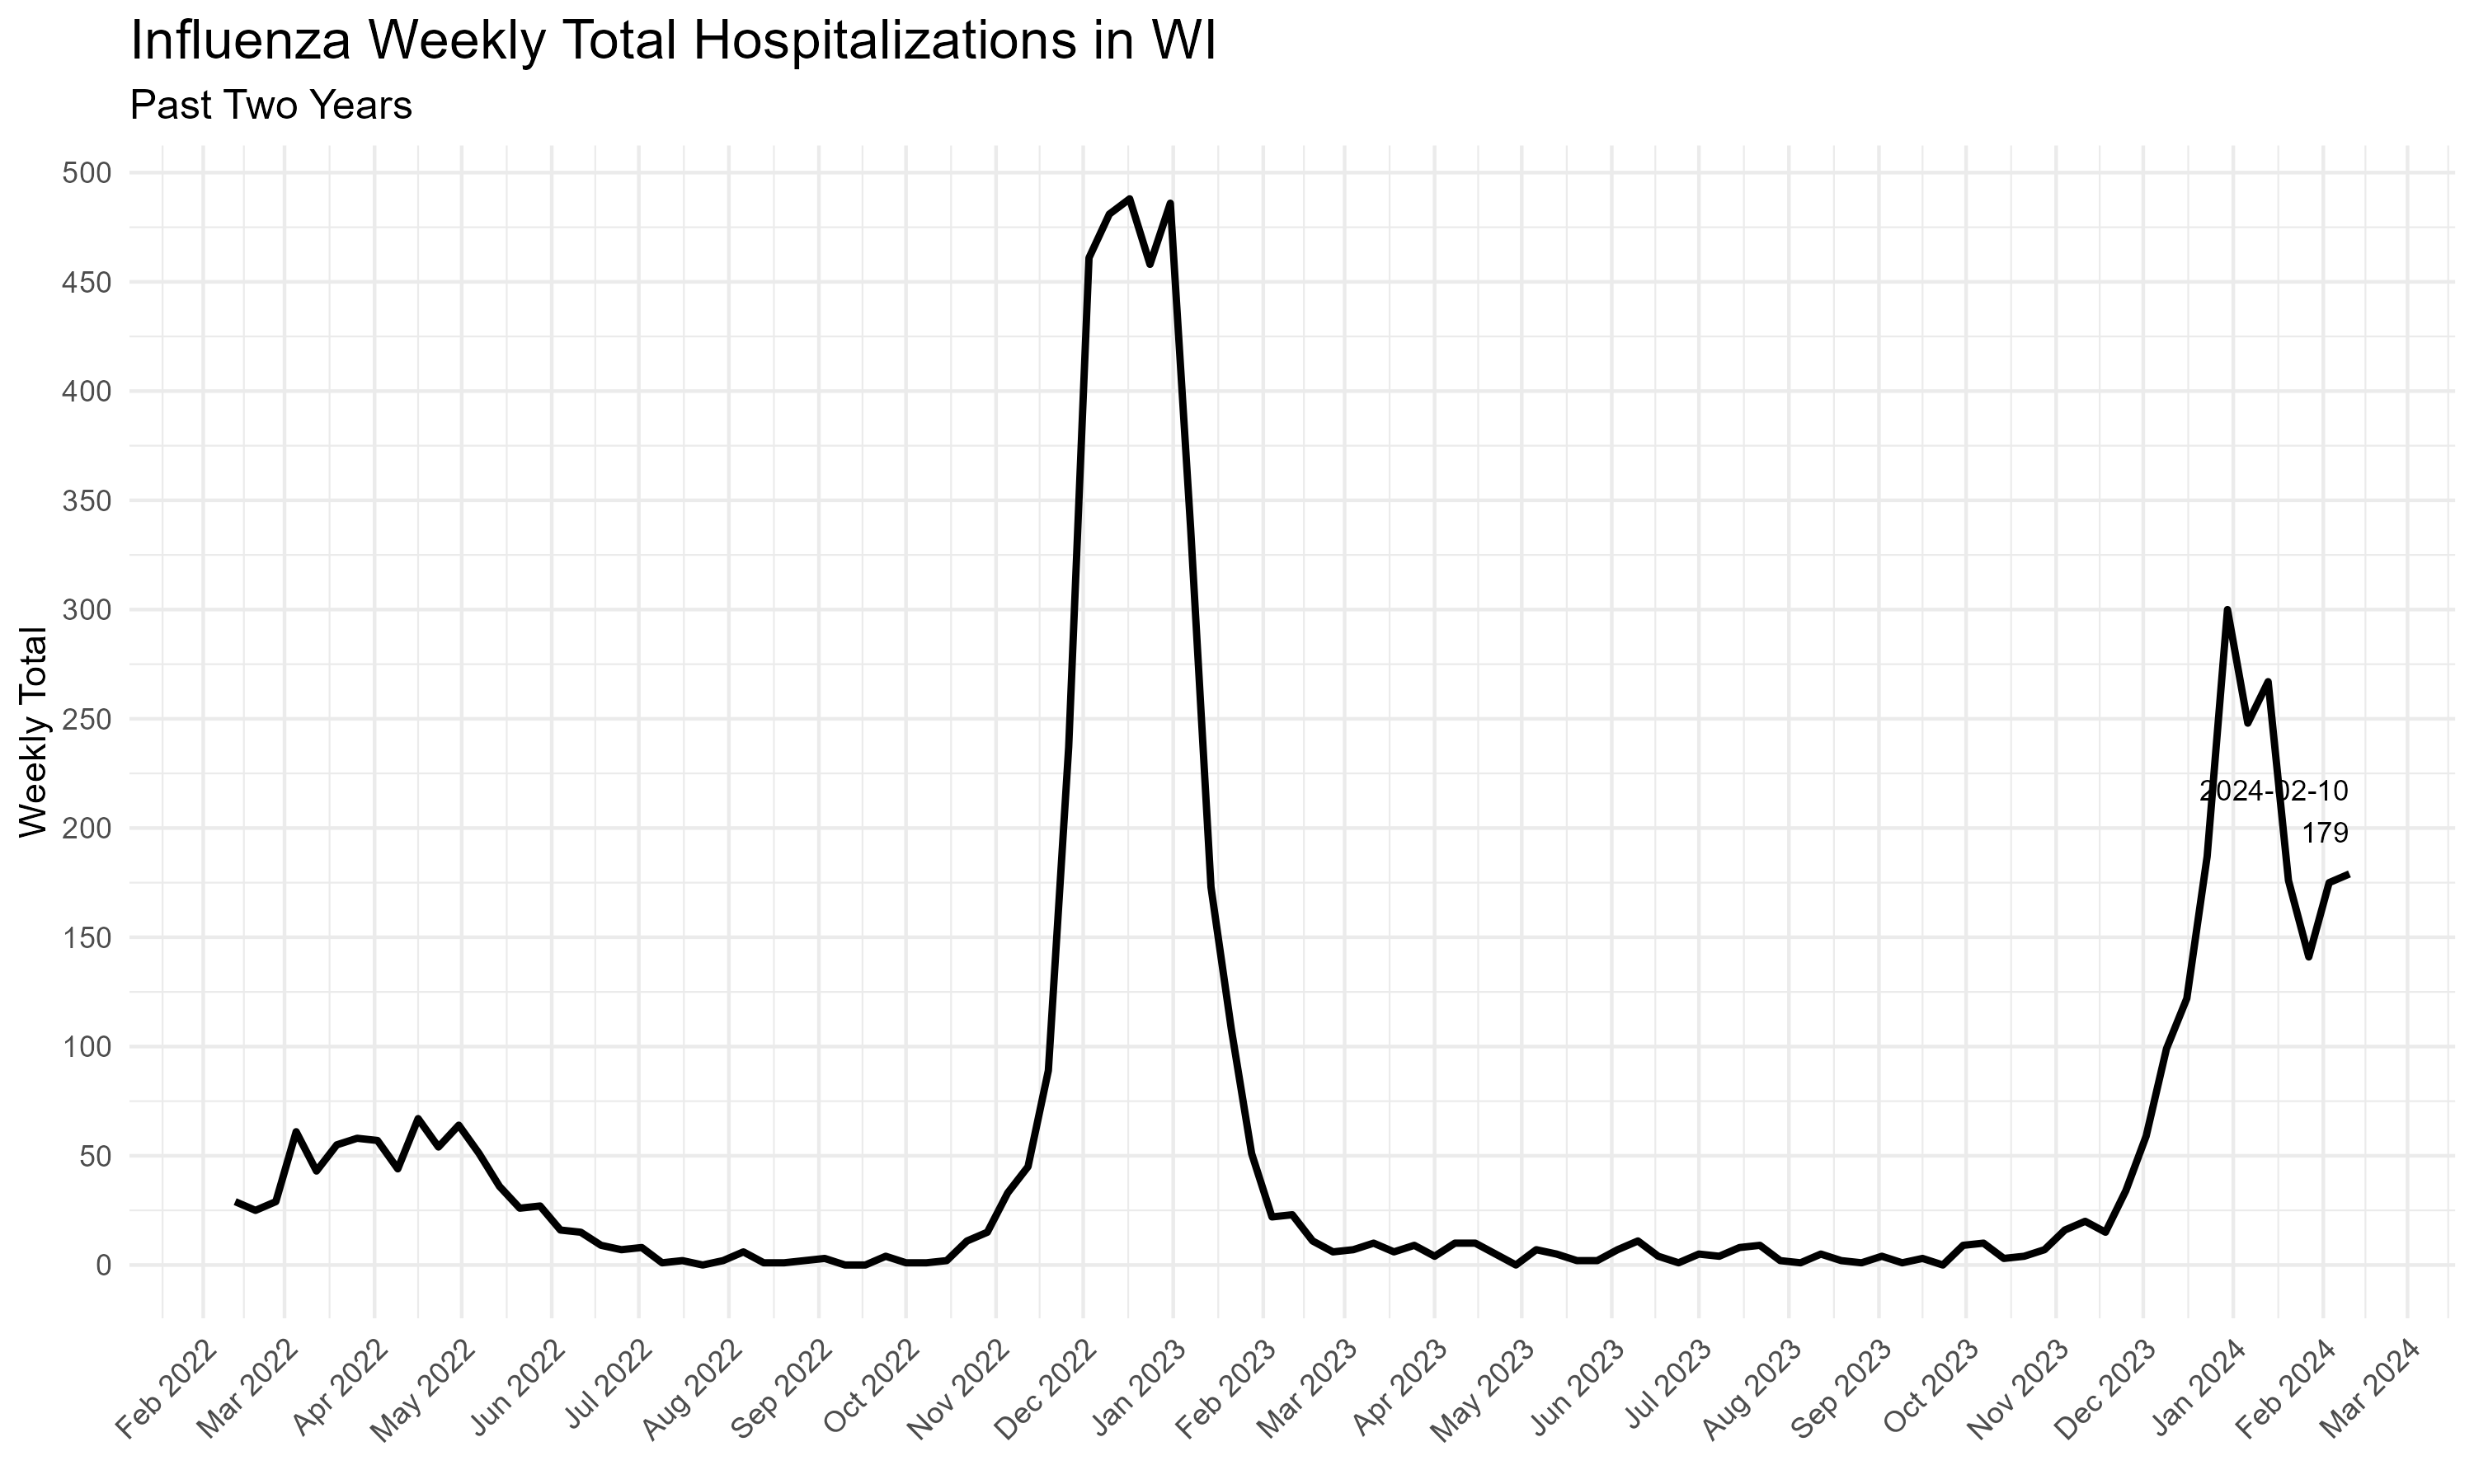 Influenza Weekly Total Hospitalizations in WI
Past Two Years
Weekly Total
500
450
400
350
300
250
200
150
100
50
0
2024-02-10
179
Feb 2022
Mar 2022
Apr 2022
May 2022
Jun 2022
Jul 2022
Aug 2022
Sep 2022
Oct 2022
Nov 2022
Dec 2022
Jan 2023
Feb 2023
Mar 2023
Apr 2023
May 2023
Jun 2023
Jul 2023
Aug 2023
Sep 2023
Oct 2023
Nov 2023
Dec 2023
Jan 2024
Feb 2024
Mar 2024